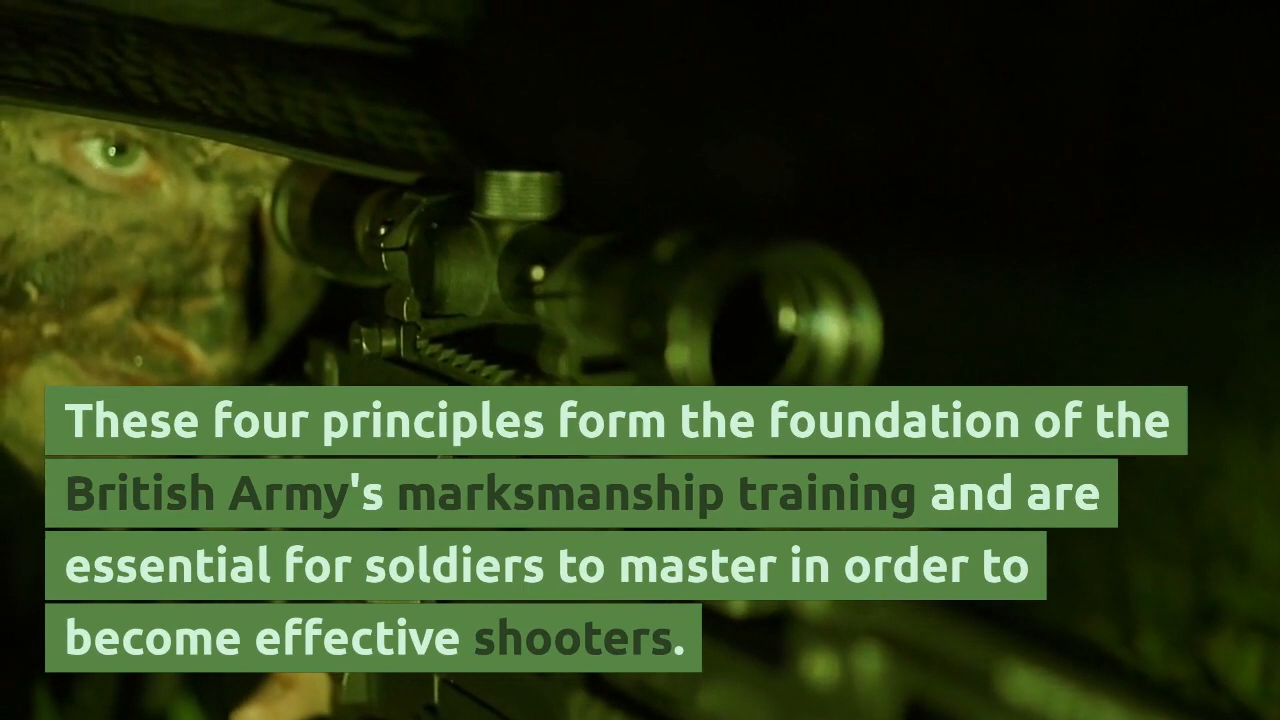 These four principles form the foundation of the
British Army's marksmanship training and are
essential for soldiers to master in order to
become effective shooters.